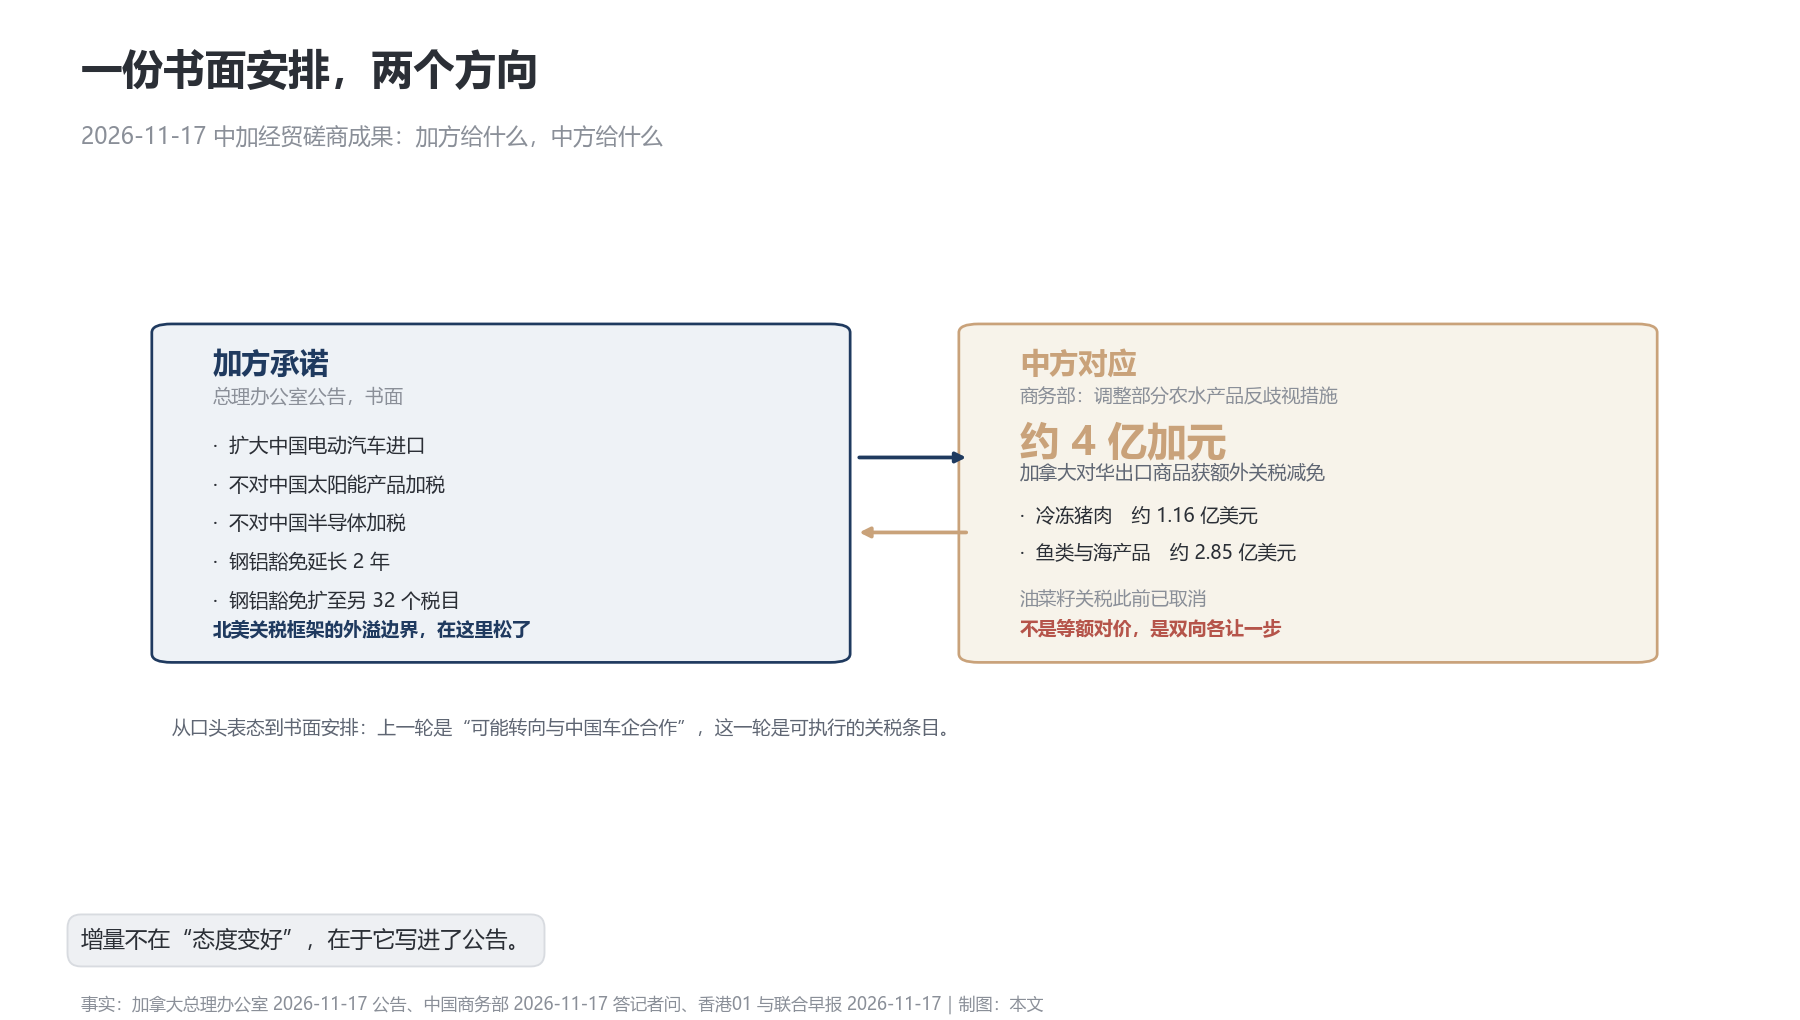 一份书面安排，两个方向
2026-11-17 中加经贸磋商成果：加方给什么，中方给什么
加方承诺
总理办公室公告，书面
· 扩大中国电动汽车进口
· 不对中国太阳能产品加税
· 不对中国半导体加税
· 钢铝豁免延长 2 年
· 钢铝豁免扩至另 32 个税目
北美关税框架的外溢边界，在这里松了
中方对应
商务部：调整部分农水产品反歧视措施
约 4 亿加元
加拿大对华出口商品获额外关税减免
· 冷冻猪肉　约 1.16 亿美元
· 鱼类与海产品　约 2.85 亿美元
油菜籽关税此前已取消
不是等额对价，是双向各让一步
从口头表态到书面安排：上一轮是“可能转向与中国车企合作”，这一轮是可执行的关税条目。
增量不在“态度变好”，在于它写进了公告。
事实：加拿大总理办公室 2026-11-17 公告、中国商务部 2026-11-17 答记者问、香港01 与联合早报 2026-11-17 | 制图：本文